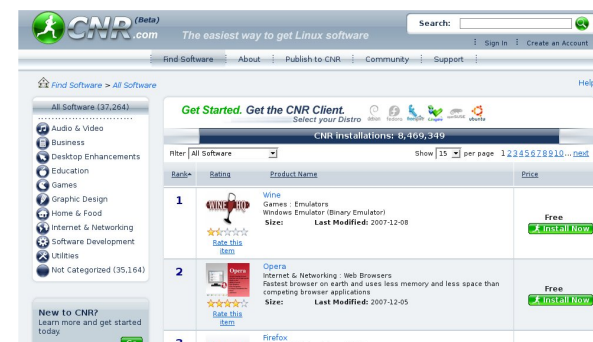 CNR.com (Beta)
The easiest way to get Linux software
Search:
Sign In Create an Account
Find Software About Publish to CNR Community Support
Find Software > All Software
Help
All Software (37,264)
Audio & Video
Business
Desktop Enhancements
Education
Games
Graphic Design
Home & Food
Internet & Networking
Software Development
Utilities
Not Categorized (35,164)
New to CNR?
Learn more and get started today.
Get Started. Get the CNR Client.
Select your Distro
debian fedora freespire Linspire ubuntu
CNR installations: 8,469,349
Filter All Software
Show 15 per page 1 2 3 4 5 6 7 8 9 10 ... next
Rank Rating Product Name Price
1
WINE HQ
Rate this item
Wine
Games : Emulators
Windows Emulator (Binary Emulator)
Size: Last Modified: 2007-12-08
Free
Install Now
2
Opera
Rate this item
Opera
Internet & Networking : Web Browsers
Fastest browser on earth and uses less memory and less space than competing browser applications
Size: Last Modified: 2007-12-05
Free
Install Now
Firefox